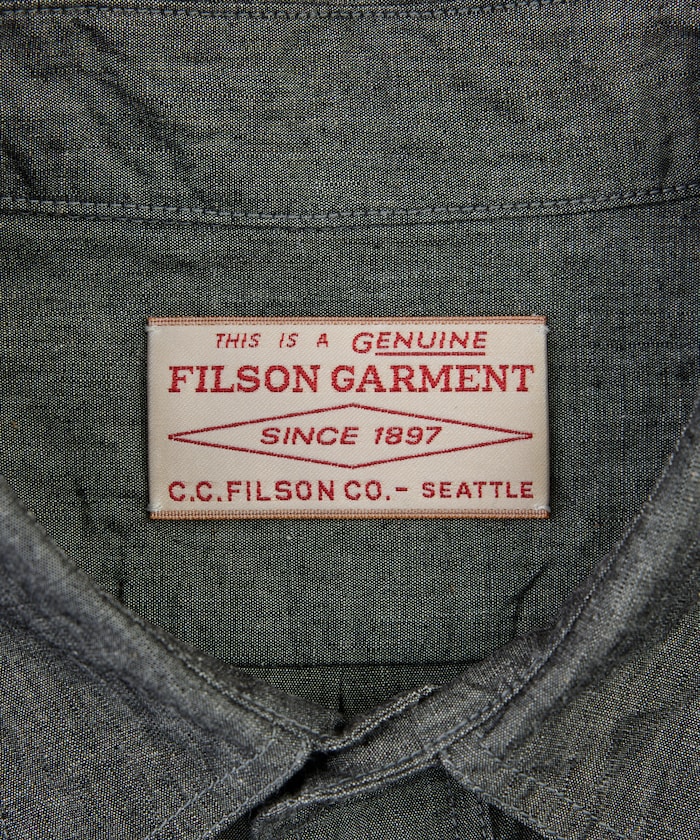 THIS IS A GENUINE
FILSON GARMENT
SINCE 1897
C.C. FILSON CO. – SEATTLE